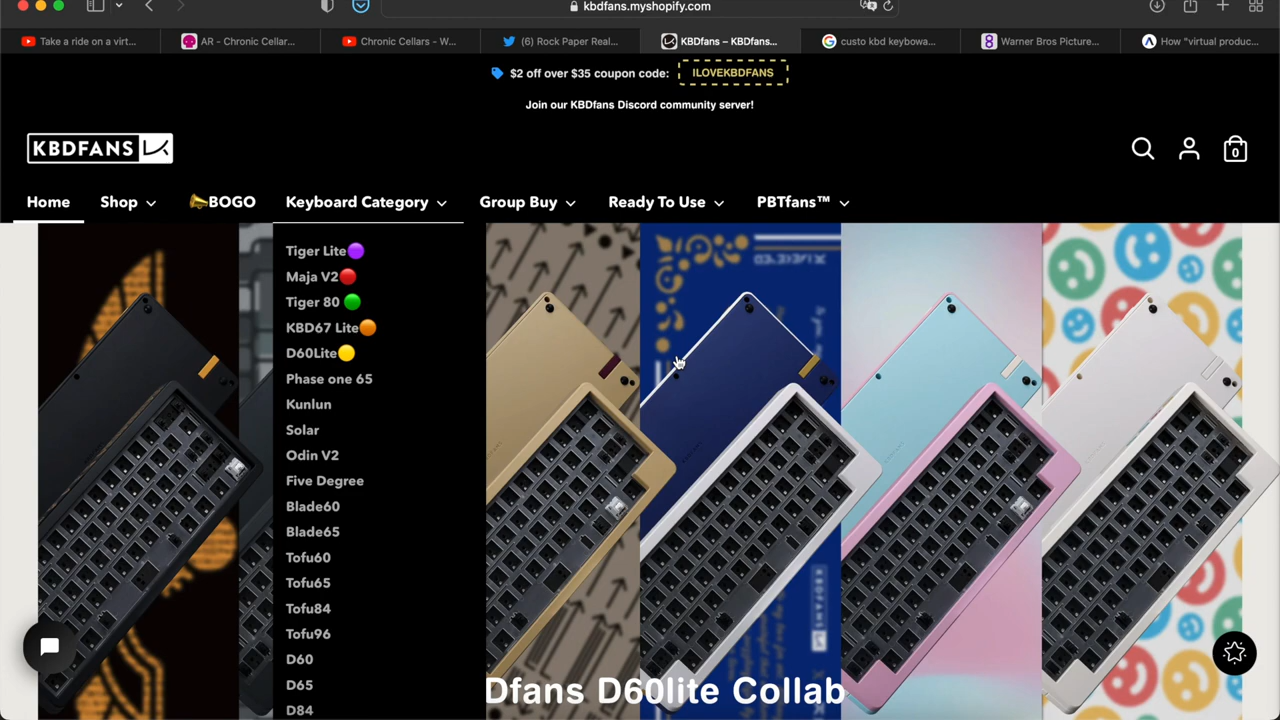 kbdfans.myshopify.com
Take a ride on a virt...
AR - Chronic Cellar...
Chronic Cellars - W...
(6) Rock Paper Real...
KBDfans – KBDfans...
custo kbd keybowa...
Warner Bros Picture...
How "virtual produc...
$2 off over $35 coupon code: ILOVEKBDFANS
Join our KBDfans Discord community server!
KBDFANS
0
Home Shop BOGO Keyboard Category Group Buy Ready To Use PBTfans™
Tiger Lite
Maja V2
Tiger 80
KBD67 Lite
D60Lite
Phase one 65
Kunlun
Solar
Odin V2
Five Degree
Blade60
Blade65
Tofu60
Tofu65
Tofu84
Tofu96
D60
D65
D84
KBDFANS
Dfans D60lite Collab